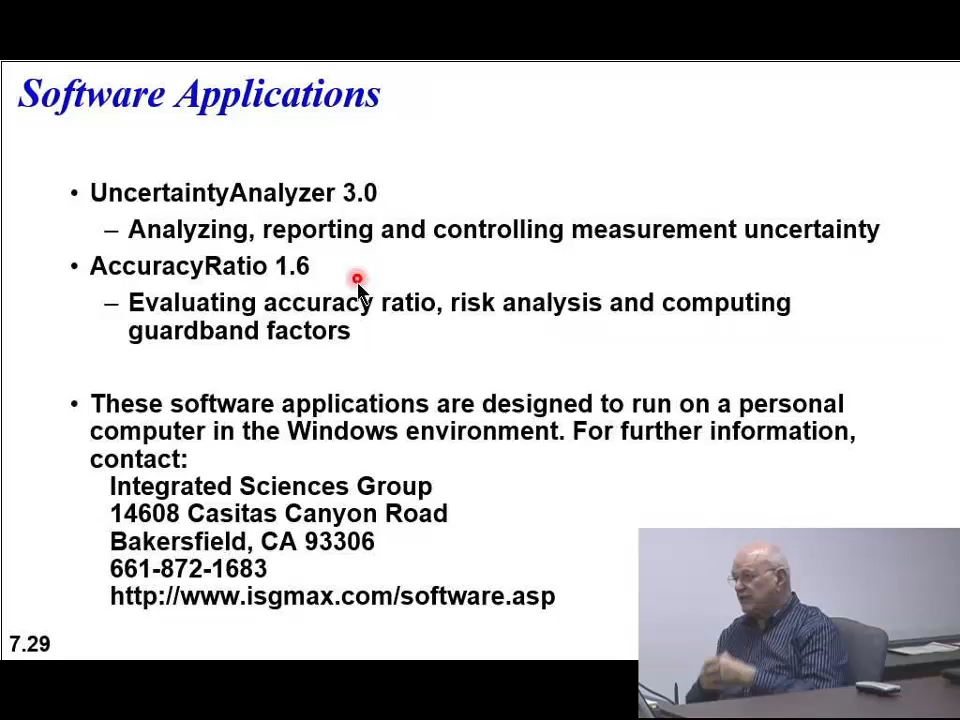 Software Applications
• UncertaintyAnalyzer 3.0
– Analyzing, reporting and controlling measurement uncertainty
• AccuracyRatio 1.6
– Evaluating accuracy ratio, risk analysis and computing
guardband factors
• These software applications are designed to run on a personal
computer in the Windows environment. For further information,
contact:
Integrated Sciences Group
14608 Casitas Canyon Road
Bakersfield, CA 93306
661-872-1683
http://www.isgmax.com/software.asp
7.29